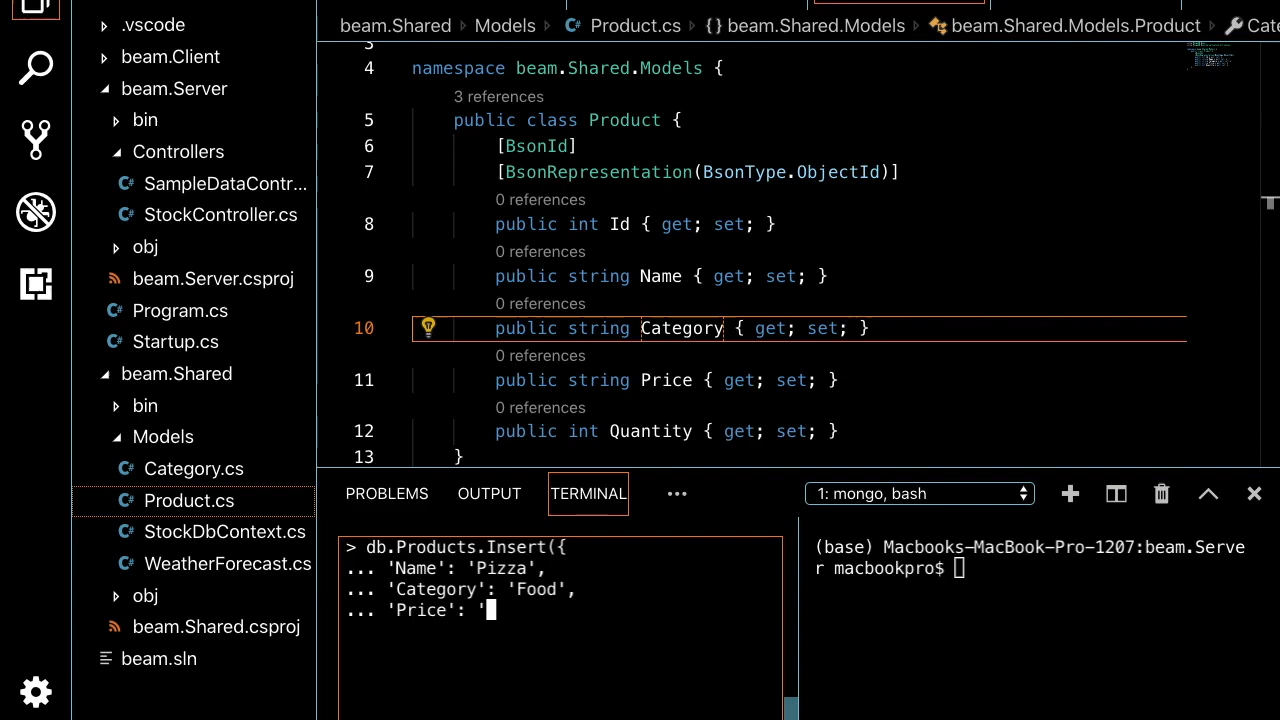 .vscode
beam.Client
beam.Server
bin
Controllers
SampleDataContr...
StockController.cs
obj
beam.Server.csproj
Program.cs
Startup.cs
beam.Shared
bin
Models
Category.cs
Product.cs
StockDbContext.cs
WeatherForecast.cs
obj
beam.Shared.csproj
beam.sln
beam.Shared › Models › C# Product.cs › {} beam.Shared.Models › beam.Shared.Models.Product › Cate
3
4 namespace beam.Shared.Models {
3 references
5 public class Product {
6 [BsonId]
7 [BsonRepresentation(BsonType.ObjectId)]
0 references
8 public int Id { get; set; }
0 references
9 public string Name { get; set; }
0 references
10 public string Category { get; set; }
0 references
11 public string Price { get; set; }
0 references
12 public int Quantity { get; set; }
13 }
PROBLEMS OUTPUT TERMINAL ••• 1: mongo, bash
> db.Products.Insert({
... 'Name': 'Pizza',
... 'Category': 'Food',
... 'Price': '
(base) Macbooks-MacBook-Pro-1207:beam.Serve
r macbookpro$